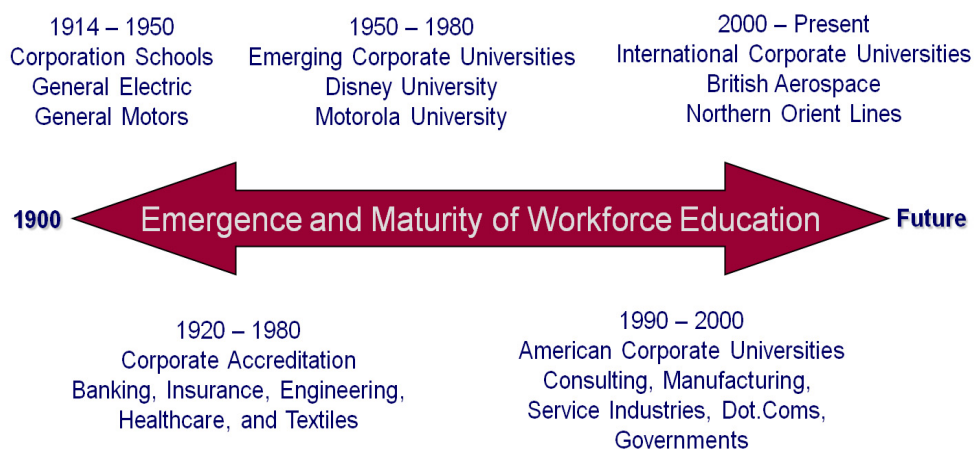 1914 – 1950
Corporation Schools
General Electric
General Motors
1950 – 1980
Emerging Corporate Universities
Disney University
Motorola University
2000 – Present
International Corporate Universities
British Aerospace
Northern Orient Lines
1900
Emergence and Maturity of Workforce Education
Future
1920 – 1980
Corporate Accreditation
Banking, Insurance, Engineering,
Healthcare, and Textiles
1990 – 2000
American Corporate Universities
Consulting, Manufacturing,
Service Industries, Dot.Coms,
Governments